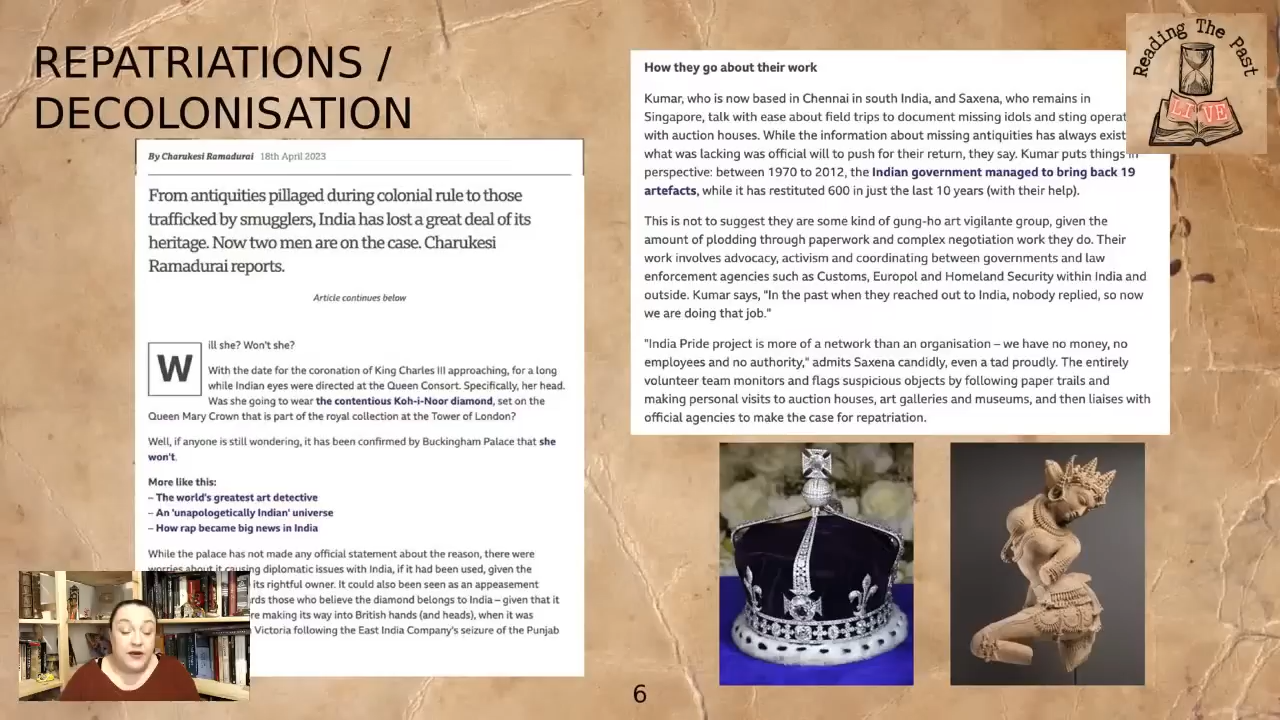 REPATRIATIONS /
DECOLONISATION
By Charukesi Ramadurai 18th April 2023
From antiquities pillaged during colonial rule to those
trafficked by smugglers, India has lost a great deal of its
heritage. Now two men are on the case. Charukesi
Ramadurai reports.
Article continues below
W
ill she? Won't she?
With the date for the coronation of King Charles III approaching, for a long
while Indian eyes were directed at the Queen Consort. Specifically, her head.
Was she going to wear the contentious Koh-i-Noor diamond, set on the
Queen Mary Crown that is part of the royal collection at the Tower of London?
Well, if anyone is still wondering, it has been confirmed by Buckingham Palace that she
won't.
More like this:
– The world's greatest art detective
– An 'unapologetically Indian' universe
– How rap became big news in India
While the palace has not made any official statement about the reason, there were
worries about it causing diplomatic issues with India, if it had been used, given the
its rightful owner. It could also been seen as an appeasement
rds those who believe the diamond belongs to India – given that it
re making its way into British hands (and heads), when it was
Victoria following the East India Company's seizure of the Punjab
How they go about their work
Kumar, who is now based in Chennai in south India, and Saxena, who remains in
Singapore, talk with ease about field trips to document missing idols and sting operat
with auction houses. While the information about missing antiquities has always exist
what was lacking was official will to push for their return, they say. Kumar puts things in
perspective: between 1970 to 2012, the Indian government managed to bring back 19
artefacts, while it has restituted 600 in just the last 10 years (with their help).
This is not to suggest they are some kind of gung-ho art vigilante group, given the
amount of plodding through paperwork and complex negotiation work they do. Their
work involves advocacy, activism and coordinating between governments and law
enforcement agencies such as Customs, Europol and Homeland Security within India and
outside. Kumar says, "In the past when they reached out to India, nobody replied, so now
we are doing that job."
"India Pride project is more of a network than an organisation – we have no money, no
employees and no authority," admits Saxena candidly, even a tad proudly. The entirely
volunteer team monitors and flags suspicious objects by following paper trails and
making personal visits to auction houses, art galleries and museums, and then liaises with
official agencies to make the case for repatriation.
Reading The Past
LIVE
6